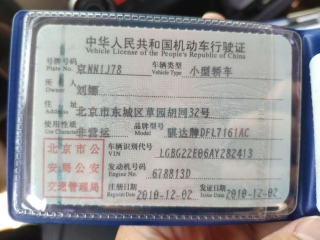 中华人民共和国机动车行驶证
Vehicle License of the People's Republic of China
号牌号码 京NN1J78 车辆类型 小型轿车
Plate No. Vehicle Type
所有人 刘娜
住址 北京市东城区草园胡同32号
使用性质 非营运 品牌型号 骐达牌DFL7161AC
Use Character
北京市公 车辆识别代号 LGBG22E06AY282413
VIN
安局公安 发动机号码 678813D
Engine No.
交通管理局 注册日期 2010-12-02 发证日期 2010-12-02
Register Date Issue Date